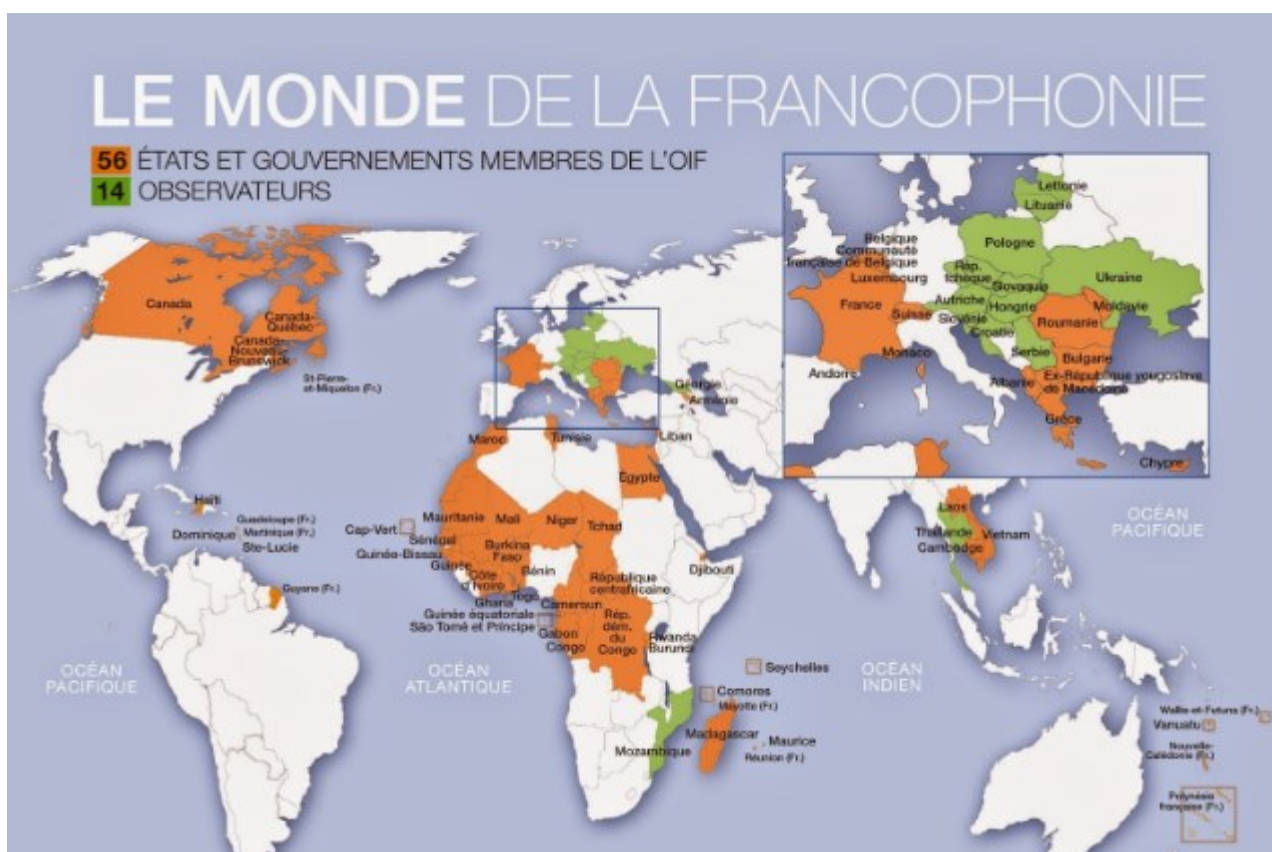 LE MONDE DE LA FRANCOPHONIE
56 ÉTATS ET GOUVERNEMENTS MEMBRES DE L'OIF
14 OBSERVATEURS
Lettonie
Lituanie
Belgique
Communauté
française de Belgique
Luxembourg
Pologne
Rép.
tchèque
Slovaquie
Ukraine
France
Suisse
Autriche
Hongrie
Slovénie
Croatie
Moldavie
Roumanie
Serbie
Monaco
Bulgarie
Andorre
Albanie
Ex-République yougoslave
de Macédoine
Grèce
Chypre
Canada
Canada-
Québec
Canada-
Nouveau-
Brunswick
St-Pierre-
et-Miquelon (Fr.)
Géorgie
Arménie
Maroc
Tunisie
Liban
Égypte
Haïti
Guadeloupe (Fr.)
Dominique
Martinique (Fr.)
Ste-Lucie
Guyane (Fr.)
Cap-Vert
Mauritanie
Mali
Niger
Tchad
Sénégal
Guinée-Bissau
Burkina
Faso
Guinée
Côte
d'Ivoire
Bénin
Togo
Ghana
Djibouti
République
centrafricaine
Cameroun
Guinée équatoriale
São Tomé et Príncipe
Gabon
Congo
Rép.
dém.
du
Congo
Rwanda
Burundi
Seychelles
Comores
Mayotte (Fr.)
Madagascar
Maurice
Réunion (Fr.)
Mozambique
Laos
Thaïlande
Vietnam
Cambodge
OCÉAN
PACIFIQUE
OCÉAN
PACIFIQUE
OCÉAN
ATLANTIQUE
OCÉAN
INDIEN
Wallis-et-Futuna (Fr.)
Vanuatu
Nouvelle-
Calédonie (Fr.)
Polynésie
française (Fr.)